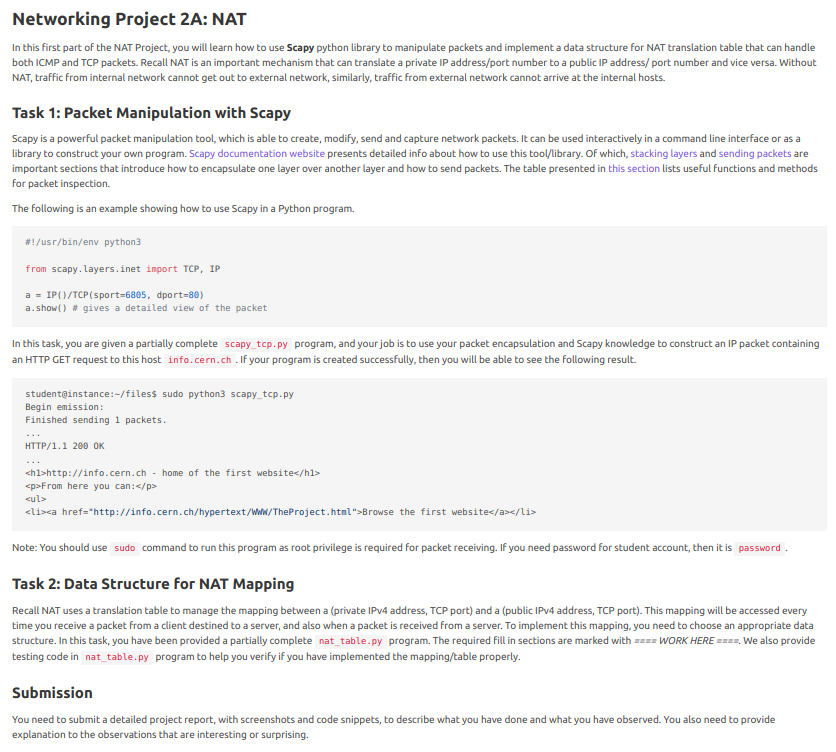 Networking Project 2A: NAT
In this first part of the NAT Project, you will learn how to use Scapy python library to manipulate packets and implement a data structure for NAT translation table that can handle
both ICMP and TCP packets. Recall NAT is an important mechanism that can translate a private IP address/port number to a public IP address/ port number and vice versa. Without
NAT, traffic from internal network cannot get out to external network, similarly, traffic from external network cannot arrive at the internal hosts.
Task 1: Packet Manipulation with Scapy
Scapy is a powerful packet manipulation tool, which is able to create, modify, send and capture network packets. It can be used interactively in a command line interface or as a
library to construct your own program. Scapy documentation website presents detailed info about how to use this tool/library. Of which, stacking layers and sending packets are
important sections that introduce how to encapsulate one layer over another layer and how to send packets. The table presented in this section lists useful functions and methods
for packet inspection.
The following is an example showing how to use Scapy in a Python program.
#!/usr/bin/env python3
from scapy.layers.inet import TCP, IP
a = IP()/TCP(sport=6805, dport=80)
a.show() # gives a detailed view of the packet
In this task, you are given a partially complete scapy_tcp.py program, and your job is to use your packet encapsulation and Scapy knowledge to construct an IP packet containing
an HTTP GET request to this host info.cern.ch . If your program is created successfully, then you will be able to see the following result.
student@instance:~/files$ sudo python3 scapy_tcp.py
Begin emission:
Finished sending 1 packets.
...
HTTP/1.1 200 OK
...
<h1>http://info.cern.ch - home of the first website</h1>
<p>From here you can:</p>
<ul>
<li><a href="http://info.cern.ch/hypertext/WWW/TheProject.html">Browse the first website</a></li>
Note: You should use sudo command to run this program as root privilege is required for packet receiving. If you need password for student account, then it is password .
Task 2: Data Structure for NAT Mapping
Recall NAT uses a translation table to manage the mapping between a (private IPv4 address, TCP port) and a (public IPv4 address, TCP port). This mapping will be accessed every
time you receive a packet from a client destined to a server, and also when a packet is received from a server. To implement this mapping, you need to choose an appropriate data
structure. In this task, you have been provided a partially complete nat_table.py program. The required fill in sections are marked with ==== WORK HERE ====. We also provide
testing code in nat_table.py program to help you verify if you have implemented the mapping/table properly.
Submission
You need to submit a detailed project report, with screenshots and code snippets, to describe what you have done and what you have observed. You also need to provide
explanation to the observations that are interesting or surprising.